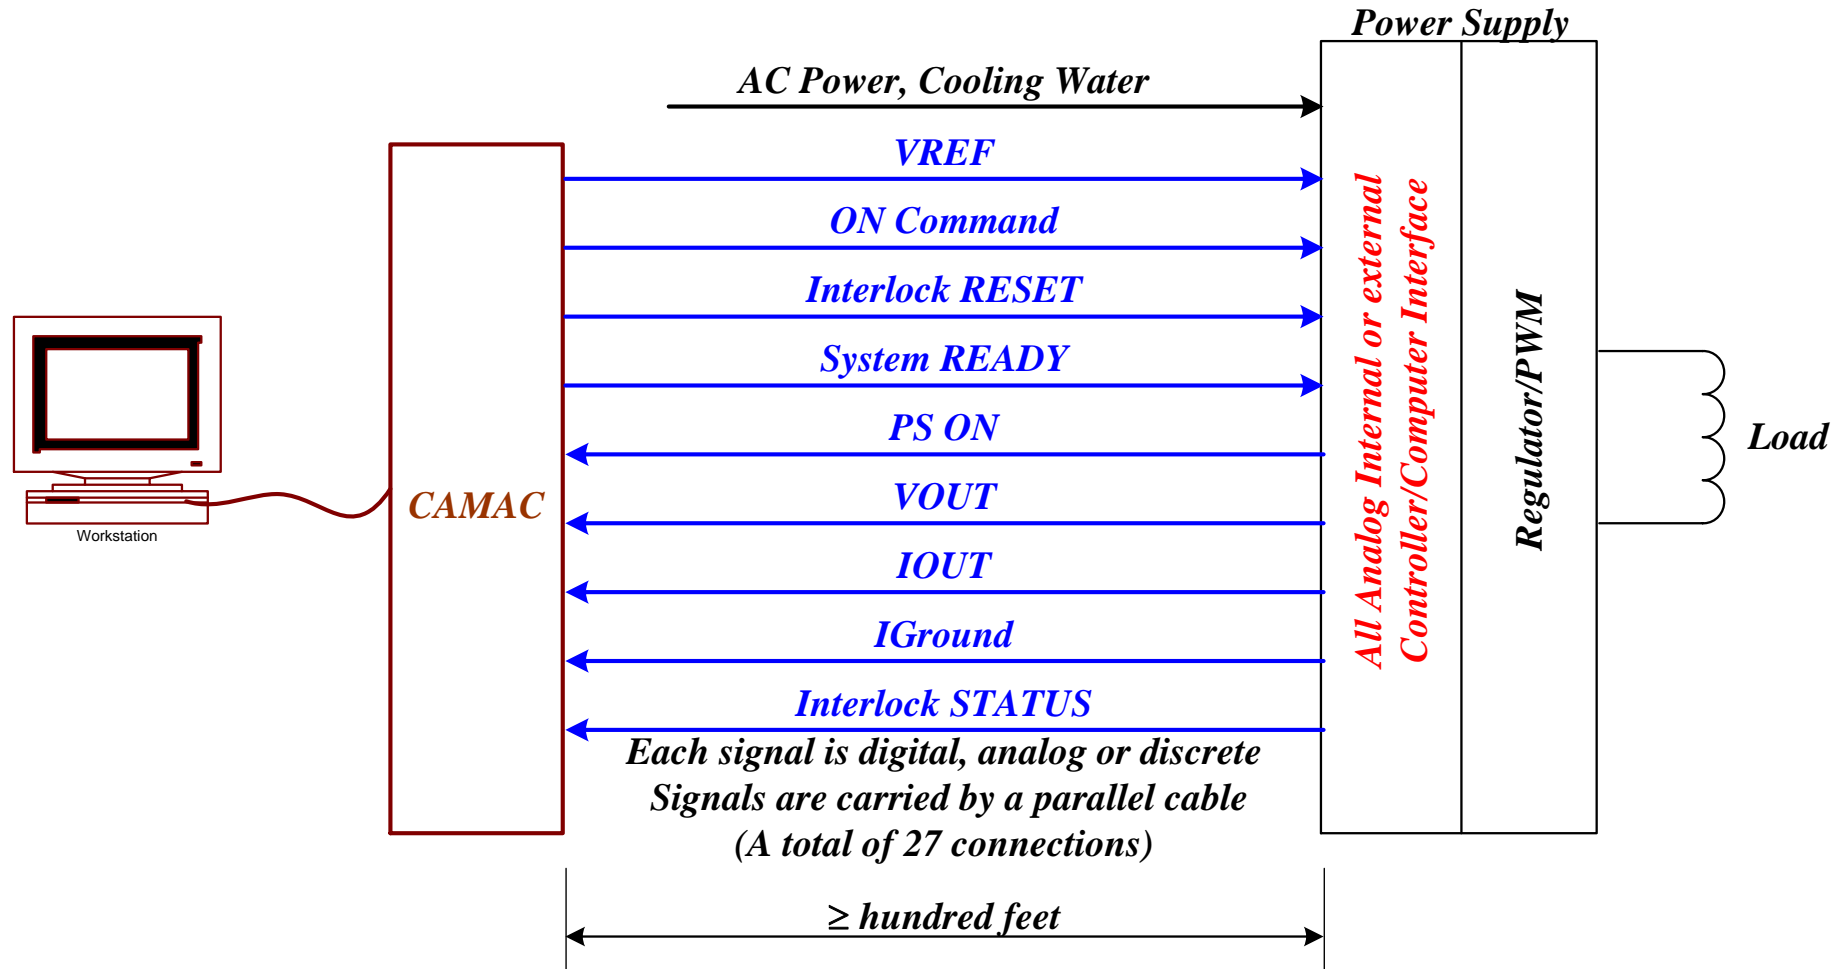 Power Supply
AC Power, Cooling Water
VREF
ON Command
Interlock RESET
System READY
PS ON
VOUT
IOUT
IGround
Interlock STATUS
Each signal is digital, analog or discrete
Signals are carried by a parallel cable
(A total of 27 connections)
≥ hundred feet
Workstation
CAMAC
All Analog Internal or external
Controller/Computer Interface
Regulator/PWM
Load